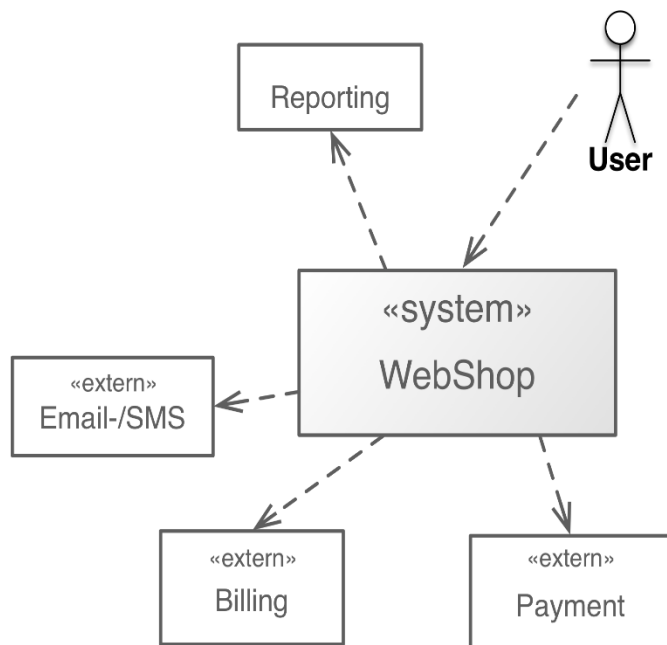 Reporting
User
«system»
WebShop
«extern»
Email-/SMS
«extern»
Billing
«extern»
Payment